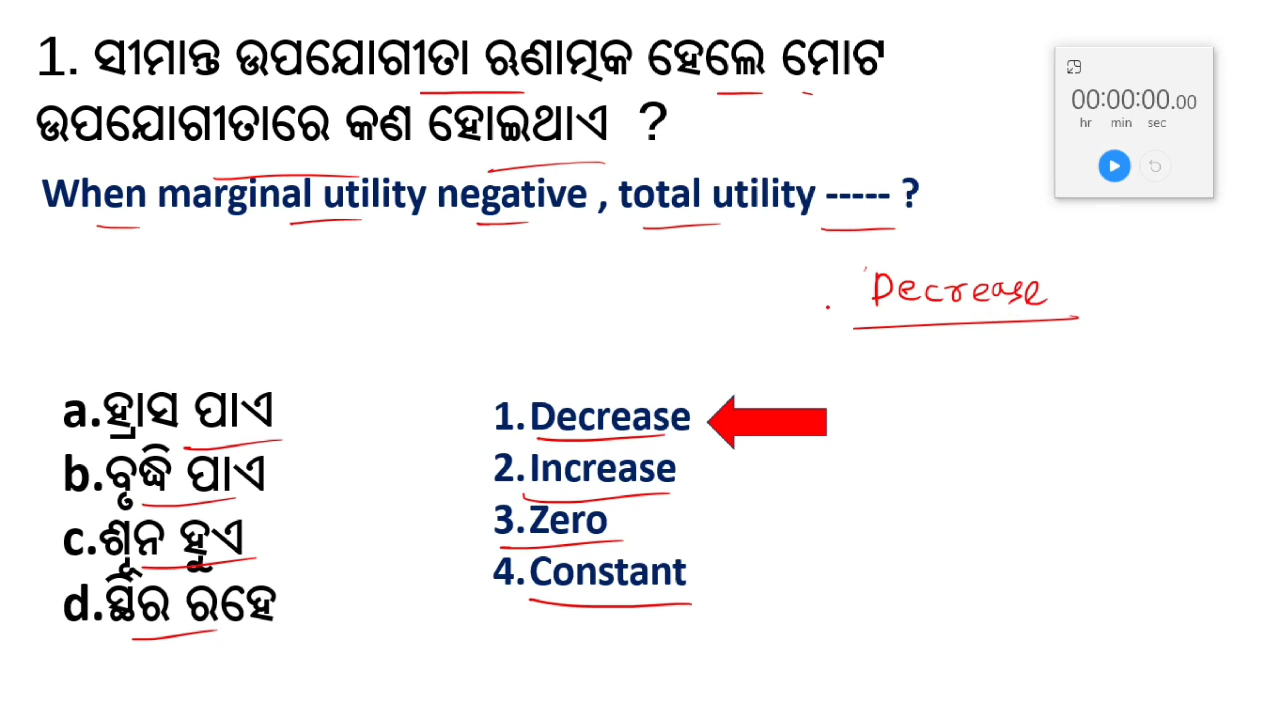 1. ସୀମାନ୍ତ ଉପଯୋଗୀତା ଋଣାତ୍ମକ ହେଲେ ମୋଟ
ଉପଯୋଗୀତାରେ କଣ ହୋଇଥାଏ ?
When marginal utility negative , total utility ----- ?
00:00:00.00
hr min sec
Decrease
a.ହ୍ରାସ ପାଏ
b.ବୃଦ୍ଧି ପାଏ
c.ଶୂନ ହୁଏ
d.ସ୍ଥିର ରହେ
1.Decrease
2.Increase
3.Zero
4.Constant